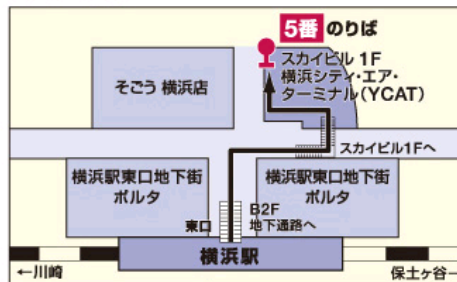 5番 のりば
スカイビル 1F
横浜シティ・エア・
ターミナル(YCAT)
そごう 横浜店
スカイビル1Fへ
横浜駅東口地下街
ポルタ
横浜駅東口地下街
ポルタ
東口
B2F
地下通路へ
横浜駅
←川崎
保土ヶ谷→